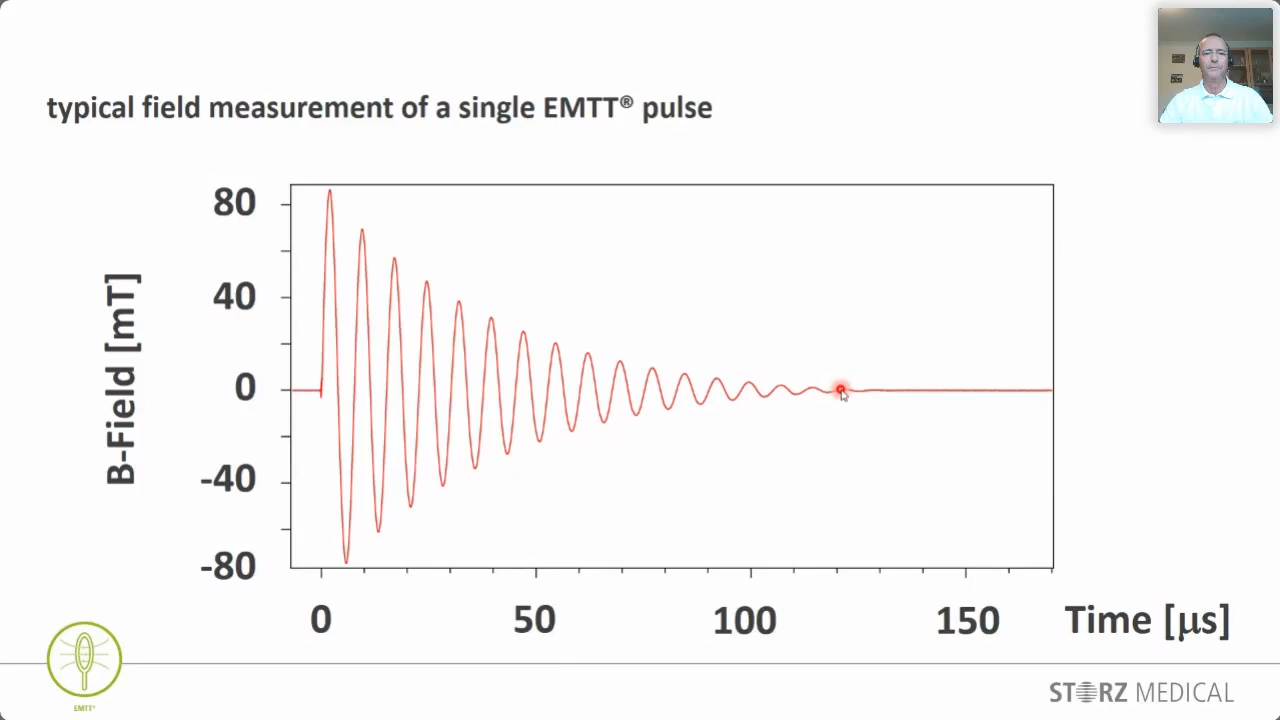 typical field measurement of a single EMTT® pulse
80
40
0
-40
-80
B-Field [mT]
0 50 100 150 Time [µs]
EMTT®
STORZ MEDICAL